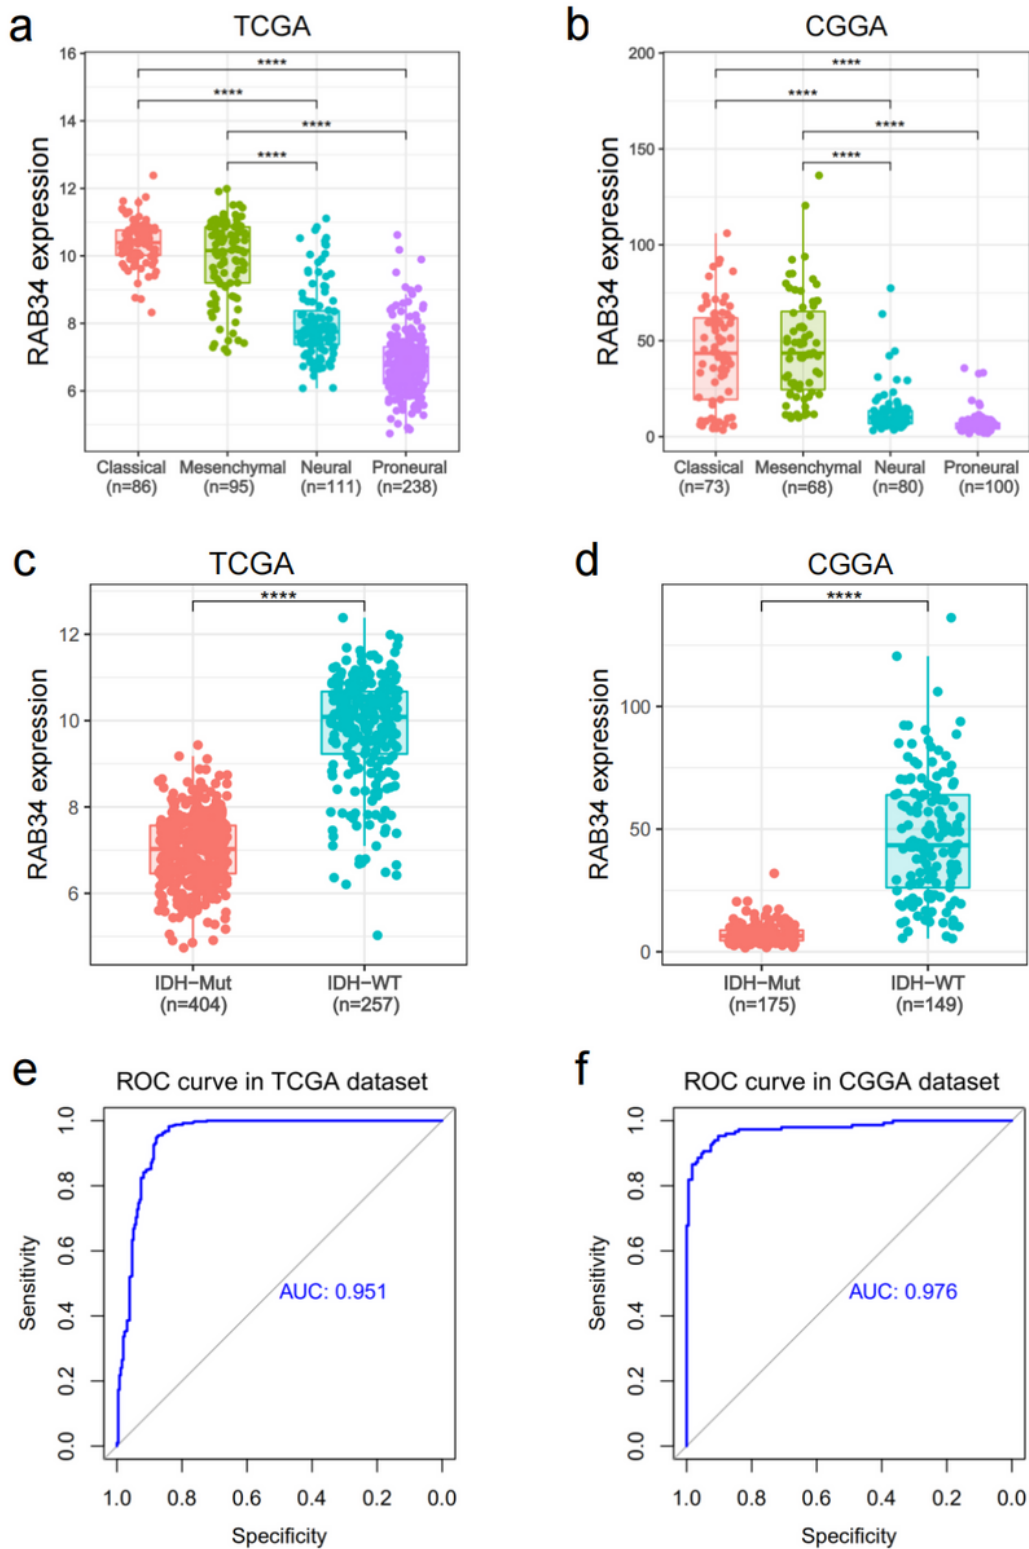 a
TCGA
RAB34 expression
16
14
12
10
8
6
****
****
****
****
Classical
(n=86)
Mesenchymal
(n=95)
Neural
(n=111)
Proneural
(n=238)
b
CGGA
RAB34 expression
200
150
100
50
0
****
****
****
****
Classical
(n=73)
Mesenchymal
(n=68)
Neural
(n=80)
Proneural
(n=100)
c
TCGA
RAB34 expression
12
10
8
6
****
IDH−Mut
(n=404)
IDH−WT
(n=257)
d
CGGA
RAB34 expression
100
50
0
****
IDH−Mut
(n=175)
IDH−WT
(n=149)
e
ROC curve in TCGA dataset
Sensitivity
1.0
0.8
0.6
0.4
0.2
0.0
AUC: 0.951
1.0 0.8 0.6 0.4 0.2 0.0
Specificity
f
ROC curve in CGGA dataset
Sensitivity
1.0
0.8
0.6
0.4
0.2
0.0
AUC: 0.976
1.0 0.8 0.6 0.4 0.2 0.0
Specificity